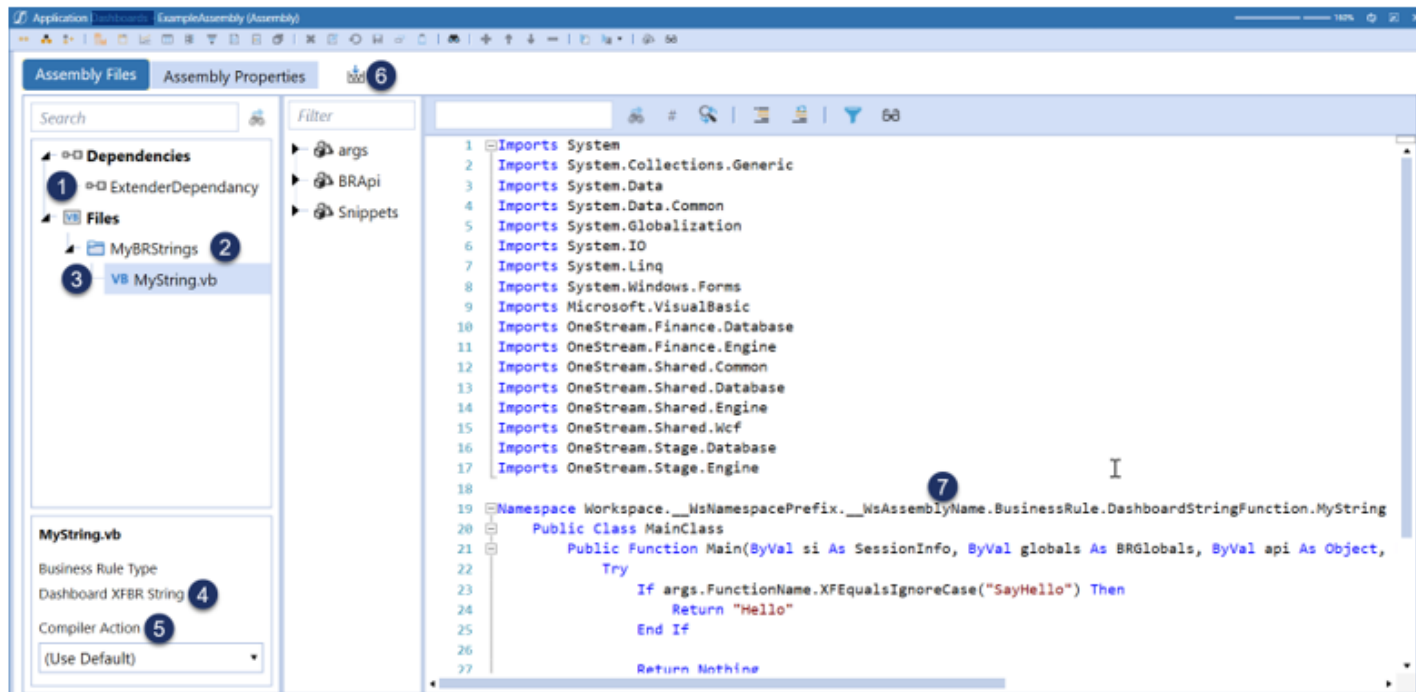 Application Dashboards - ExampleAssembly (Assembly)
160%
Assembly Files
Assembly Properties
6
Search
Dependencies
1
ExtenderDependancy
Files
MyBRStrings
2
3
VB MyString.vb
MyString.vb
Business Rule Type
Dashboard XFBR String
4
Compiler Action
5
(Use Default)
Filter
args
BRApi
Snippets
1 Imports System
2 Imports System.Collections.Generic
3 Imports System.Data
4 Imports System.Data.Common
5 Imports System.Globalization
6 Imports System.IO
7 Imports System.Linq
8 Imports System.Windows.Forms
9 Imports Microsoft.VisualBasic
10 Imports OneStream.Finance.Database
11 Imports OneStream.Finance.Engine
12 Imports OneStream.Shared.Common
13 Imports OneStream.Shared.Database
14 Imports OneStream.Shared.Engine
15 Imports OneStream.Shared.Wcf
16 Imports OneStream.Stage.Database
17 Imports OneStream.Stage.Engine
18
7
19 Namespace Workspace.__WsNamespacePrefix.__WsAssemblyName.BusinessRule.DashboardStringFunction.MyString
20 Public Class MainClass
21 Public Function Main(ByVal si As SessionInfo, ByVal globals As BRGlobals, ByVal api As Object,
22 Try
23 If args.FunctionName.XFEqualsIgnoreCase("SayHello") Then
24 Return "Hello"
25 End If
26
27 Return Nothing